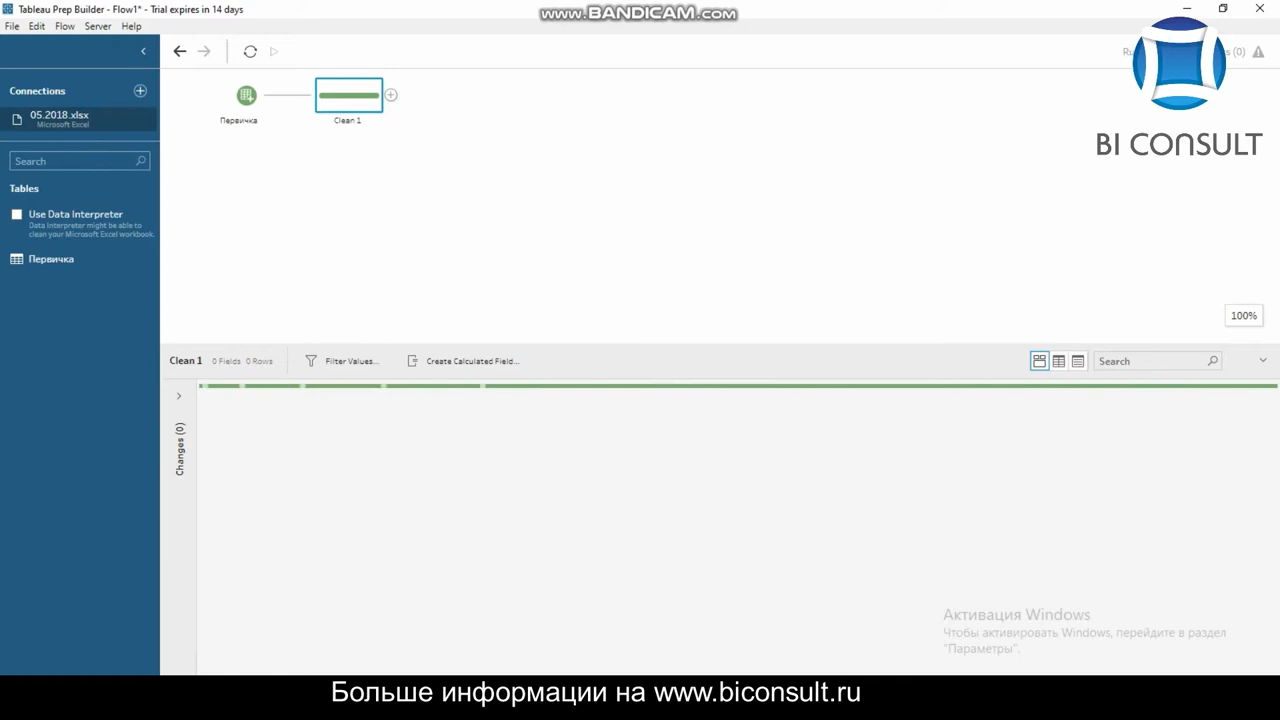 Tableau Prep Builder - Flow1* - Trial expires in 14 days
www.BANDICAM.com
File Edit Flow Server Help
Connections
05.2018.xlsx
Microsoft Excel
Search
Tables
Use Data Interpreter
Data Interpreter might be able to
clean your Microsoft Excel workbook.
Первичка
Первичка
Clean 1
(0)
BI CONSULT
100%
Clean 1 0 Fields 0 Rows Filter Values... Create Calculated Field... Search
Changes (0)
Активация Windows
Чтобы активировать Windows, перейдите в раздел
"Параметры".
Больше информации на www.biconsult.ru